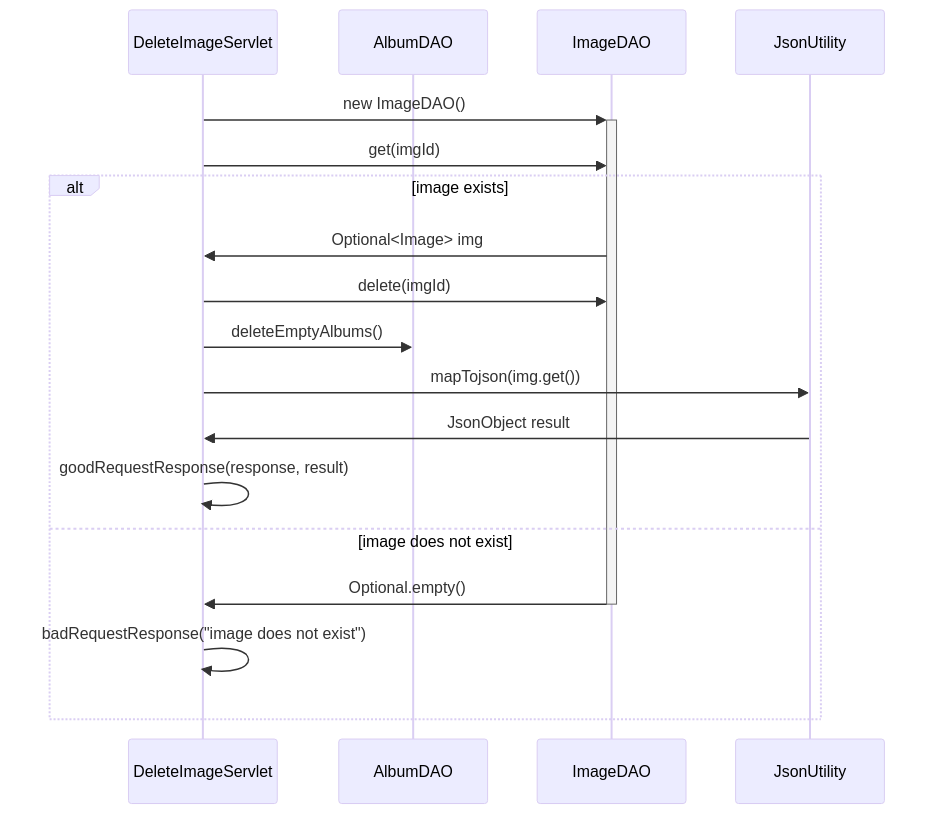 DeleteImageServlet
AlbumDAO
ImageDAO
JsonUtility
new ImageDAO()
get(imgId)
alt
[image exists]
Optional<Image> img
delete(imgId)
deleteEmptyAlbums()
mapTojson(img.get())
JsonObject result
goodRequestResponse(response, result)
[image does not exist]
Optional.empty()
badRequestResponse("image does not exist")
DeleteImageServlet
AlbumDAO
ImageDAO
JsonUtility